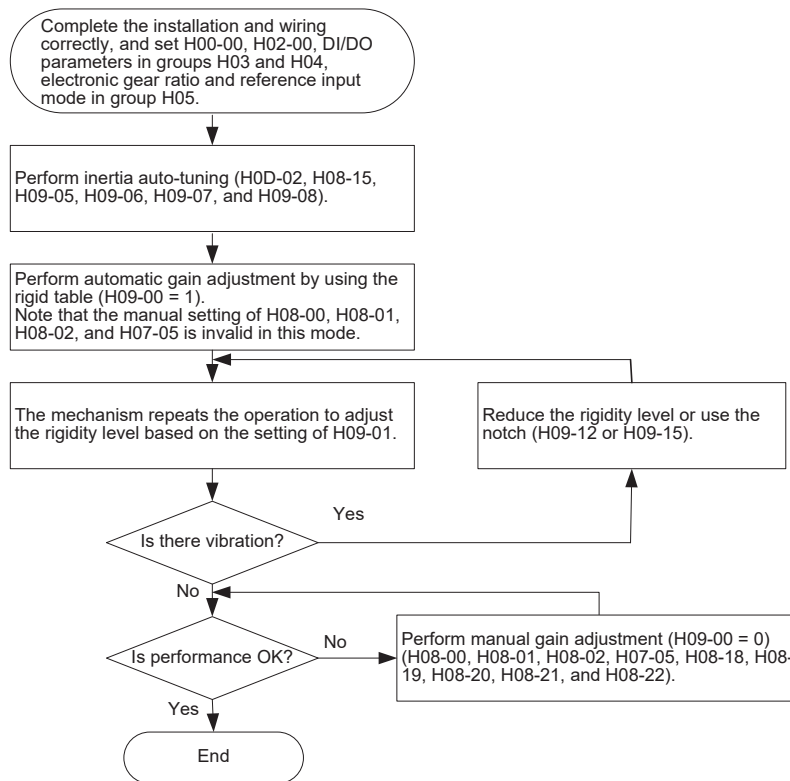 Complete the installation and wiring
correctly, and set H00-00, H02-00, DI/DO
parameters in groups H03 and H04,
electronic gear ratio and reference input
mode in group H05.
Perform inertia auto-tuning (H0D-02, H08-15,
H09-05, H09-06, H09-07, and H09-08).
Perform automatic gain adjustment by using the
rigid table (H09-00 = 1).
Note that the manual setting of H08-00, H08-01,
H08-02, and H07-05 is invalid in this mode.
The mechanism repeats the operation to adjust
the rigidity level based on the setting of H09-01.
Reduce the rigidity level or use the
notch (H09-12 or H09-15).
Yes
Is there vibration?
No
Is performance OK?
No
Perform manual gain adjustment (H09-00 = 0)
(H08-00, H08-01, H08-02, H07-05, H08-18, H08-
19, H08-20, H08-21, and H08-22).
Yes
End